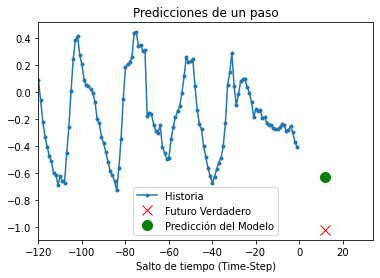 Predicciones de un paso
0.4
0.2
0.0
−0.2
−0.4
−0.6
−0.8
−1.0
Historia
Futuro Verdadero
Predicción del Modelo
−120 −100 −80 −60 −40 −20 0 20
Salto de tiempo (Time-Step)